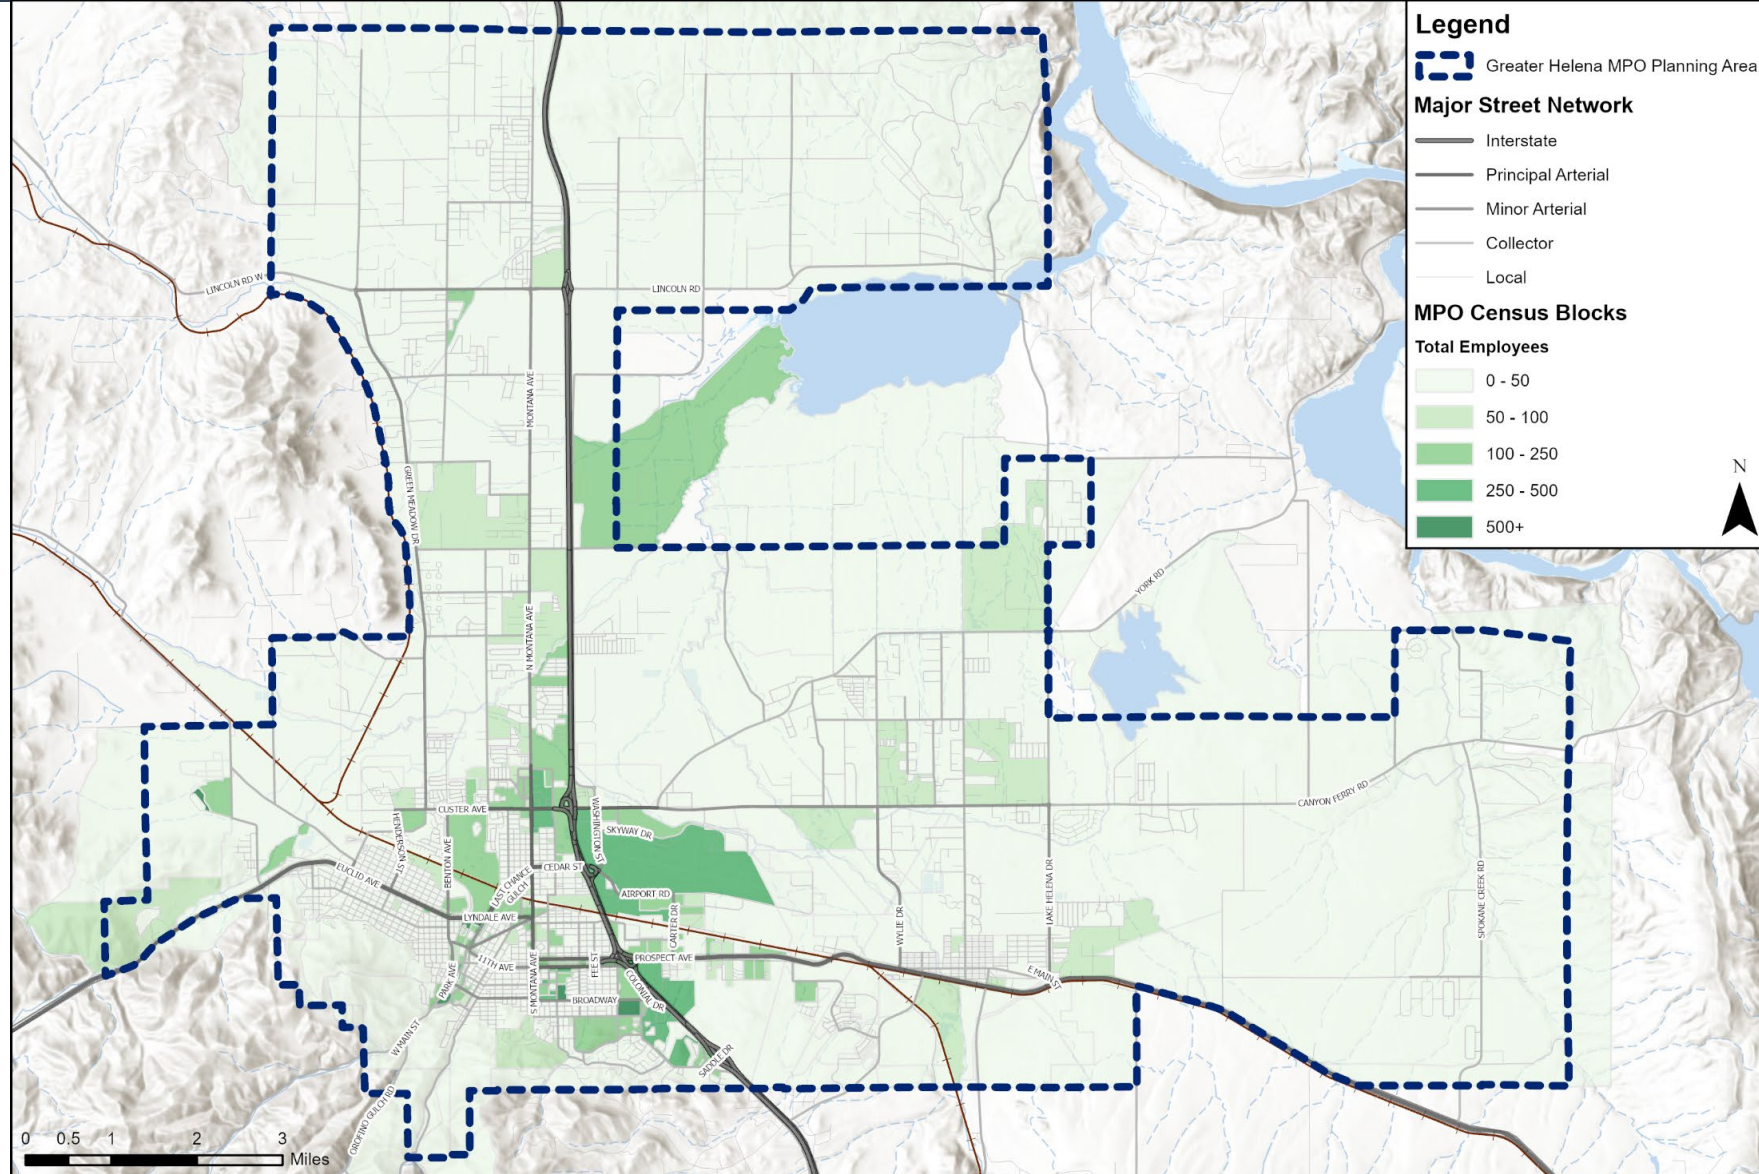 Legend
Greater Helena MPO Planning Area
Major Street Network
Interstate
Principal Arterial
Minor Arterial
Collector
Local
MPO Census Blocks
Total Employees
0 - 50
50 - 100
100 - 250
250 - 500
500+
N
LINCOLN RD W
LINCOLN RD
MONTANA AVE
GREEN MEADOW DR
N MONTANA AVE
YORK RD
CANYON FERRY RD
CUSTER AVE
WASHINGTON ST
SKYWAY DR
HENDERSON ST
BENTON AVE
CEDAR ST
EUCLID AVE
LAST CHANCE
GULCH
AIRPORT RD
LYNDALE AVE
CARTER DR
WYLIE DR
LAKE HELENA DR
SPOKANE CREEK RD
11TH AVE
FEE ST
PROSPECT AVE
PARK AVE
S MONTANA AVE
BROADWAY
COLONIAL DR
E MAIN ST
W MAIN ST
SADDLE DR
OROFINO GULCH RD
0 0.5 1 2 3
Miles